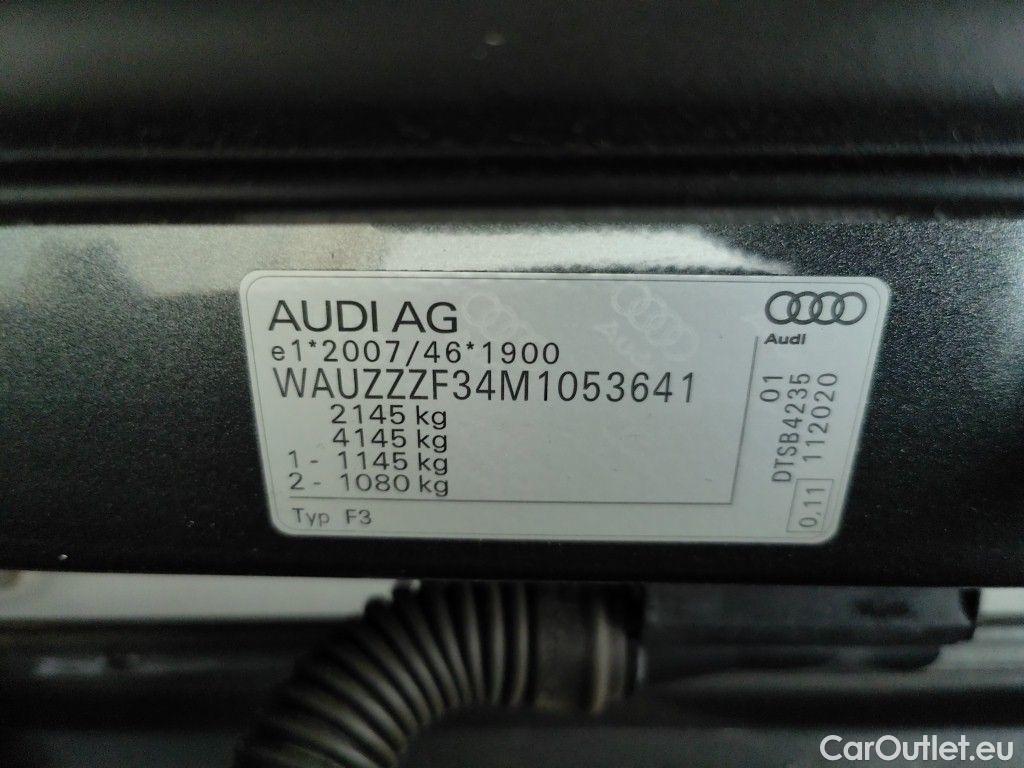 AUDI AG
e1*2007/46*1900
WAUZZZF34M1053641
2145 kg
4145 kg
1 - 1145 kg
2 - 1080 kg
Typ F3
Audi
01
DTSB4235
112020
0,11
CarOutlet.eu